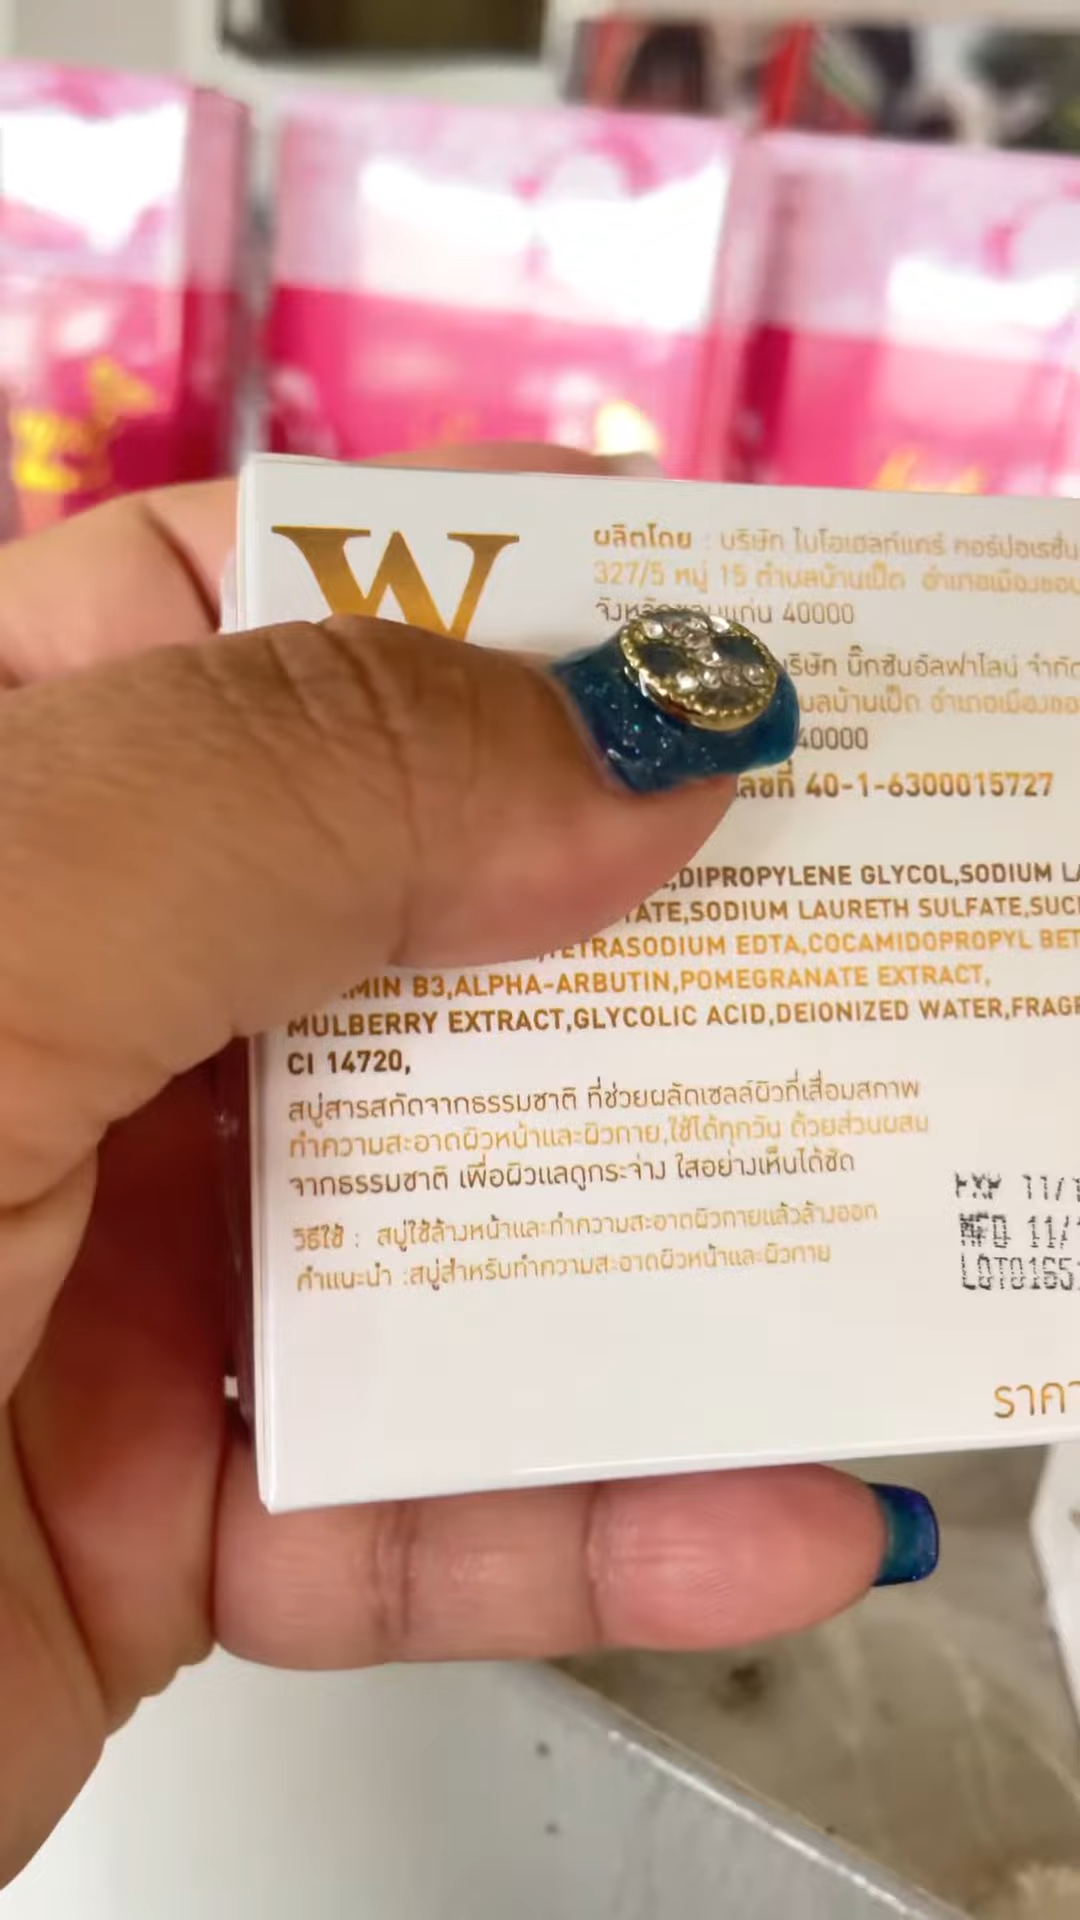 W
ผลิตโดย : บริษัท ไบโอเฮลท์แคร์ คอร์ปอเรชั่น
327/5 หมู่ 15 ตำบลบ้านเป็ด อำเภอเมืองขอน
40000
บริษัท บิ๊กซันอัลฟาไลน์ จำกัด
บลบ้านเป็ด อำเภอเมืองขอ
40000
เลขที่ 40-1-6300015727
,DIPROPYLENE GLYCOL,SODIUM LA
TATE,SODIUM LAURETH SULFATE,SUC
,TETRASODIUM EDTA,COCAMIDOPROPYL BET
MIN B3,ALPHA-ARBUTIN,POMEGRANATE EXTRACT,
MULBERRY EXTRACT,GLYCOLIC ACID,DEIONIZED WATER,FRAG
CI 14720,
สบู่สารสกัดจากธรรมชาติ ที่ช่วยผลัดเซลล์ผิวที่เสื่อมสภาพ
ทำความสะอาดผิวหน้าและผิวกาย,ใช้ได้ทุกวัน ด้วยส่วนผสม
จากธรรมชาติ เพื่อผิวแลดูกระจ่าง ใสอย่างเห็นได้ชัด
วิธีใช้ : สบู่ใช้ล้างหน้าและทำความสะอาดผิวกายแล้วล้างออก
คำแนะนำ :สบู่สำหรับทำความสะอาดผิวหน้าและผิวกาย
EXP 11/1
MFD 11/1
LOT0165
ราคา